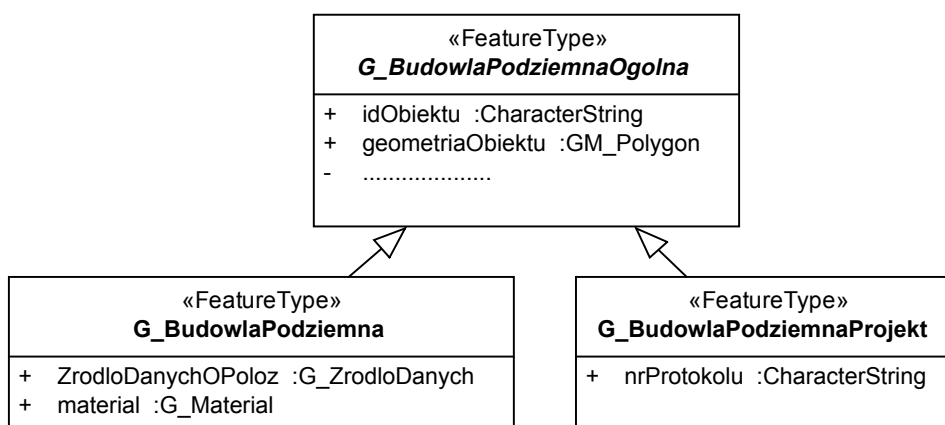 «FeatureType»
G_BudowlaPodziemnaOgolna
+ idObiektu :CharacterString
+ geometriaObiektu :GM_Polygon
- ....................
«FeatureType»
G_BudowlaPodziemna
+ ZrodloDanychOPoloz :G_ZrodloDanych
+ material :G_Material
«FeatureType»
G_BudowlaPodziemnaProjekt
+ nrProtokolu :CharacterString